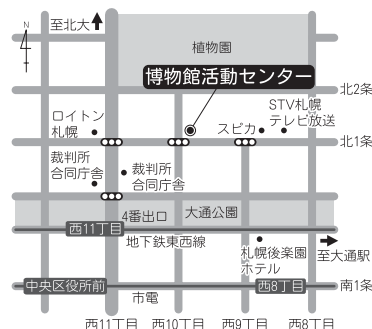 N
至北大
植物園
博物館活動センター
北2条
ロイトン
札幌
スピカ
STV札幌
テレビ放送
北1条
裁判所
合同庁舎
裁判所
合同庁舎
4番出口
大通公園
西11丁目
地下鉄東西線
札幌後楽園
ホテル
至大通駅
中央区役所前
市電
西8丁目
南1条
西11丁目
西10丁目
西9丁目
西8丁目